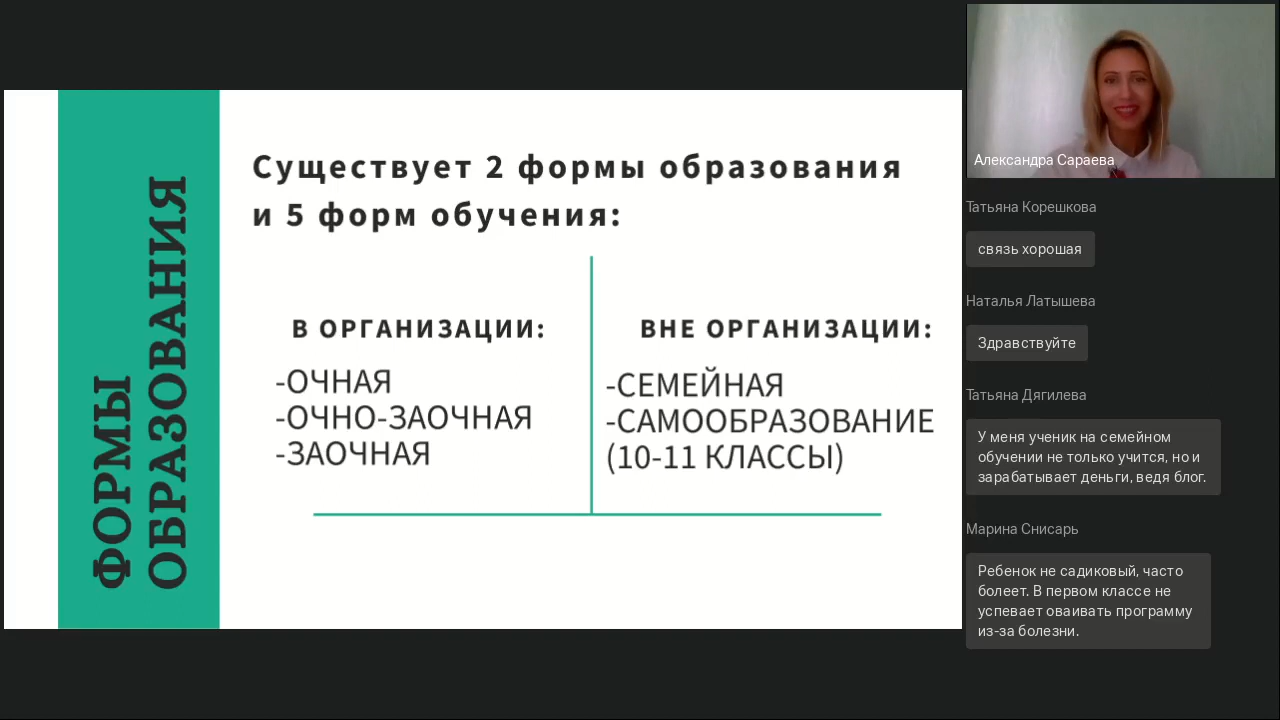 ФОРМЫ
ОБРАЗОВАНИЯ
Существует 2 формы образования
и 5 форм обучения:
В ОРГАНИЗАЦИИ:
-ОЧНАЯ
-ОЧНО-ЗАОЧНАЯ
-ЗАОЧНАЯ
ВНЕ ОРГАНИЗАЦИИ:
-СЕМЕЙНАЯ
-САМООБРАЗОВАНИЕ
(10-11 КЛАССЫ)
Александра Сараева
Татьяна Корешкова
связь хорошая
Наталья Латышева
Здравствуйте
Татьяна Дягилева
У меня ученик на семейном
обучении не только учится, но и
зарабатывает деньги, ведя блог.
Марина Снисарь
Ребенок не садиковый, часто
болеет. В первом классе не
успевает оваивать программу
из-за болезни.